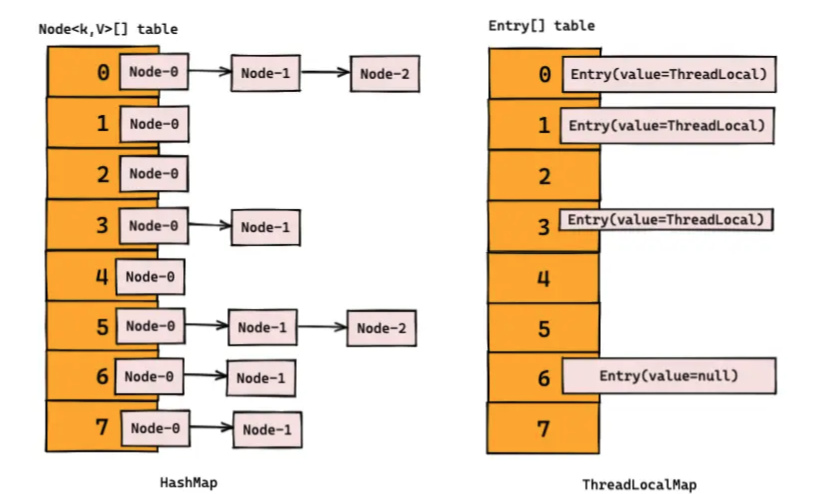 Node<k,V>[] table
0 Node-0 Node-1 Node-2
1 Node-0
2 Node-0
3 Node-0 Node-1
4 Node-0
5 Node-0 Node-1 Node-2
6 Node-0 Node-1
7 Node-0 Node-1
HashMap
Entry[] table
0 Entry(value=ThreadLocal)
1 Entry(value=ThreadLocal)
2
3 Entry(value=ThreadLocal)
4
5
6 Entry(value=null)
7
ThreadLocalMap